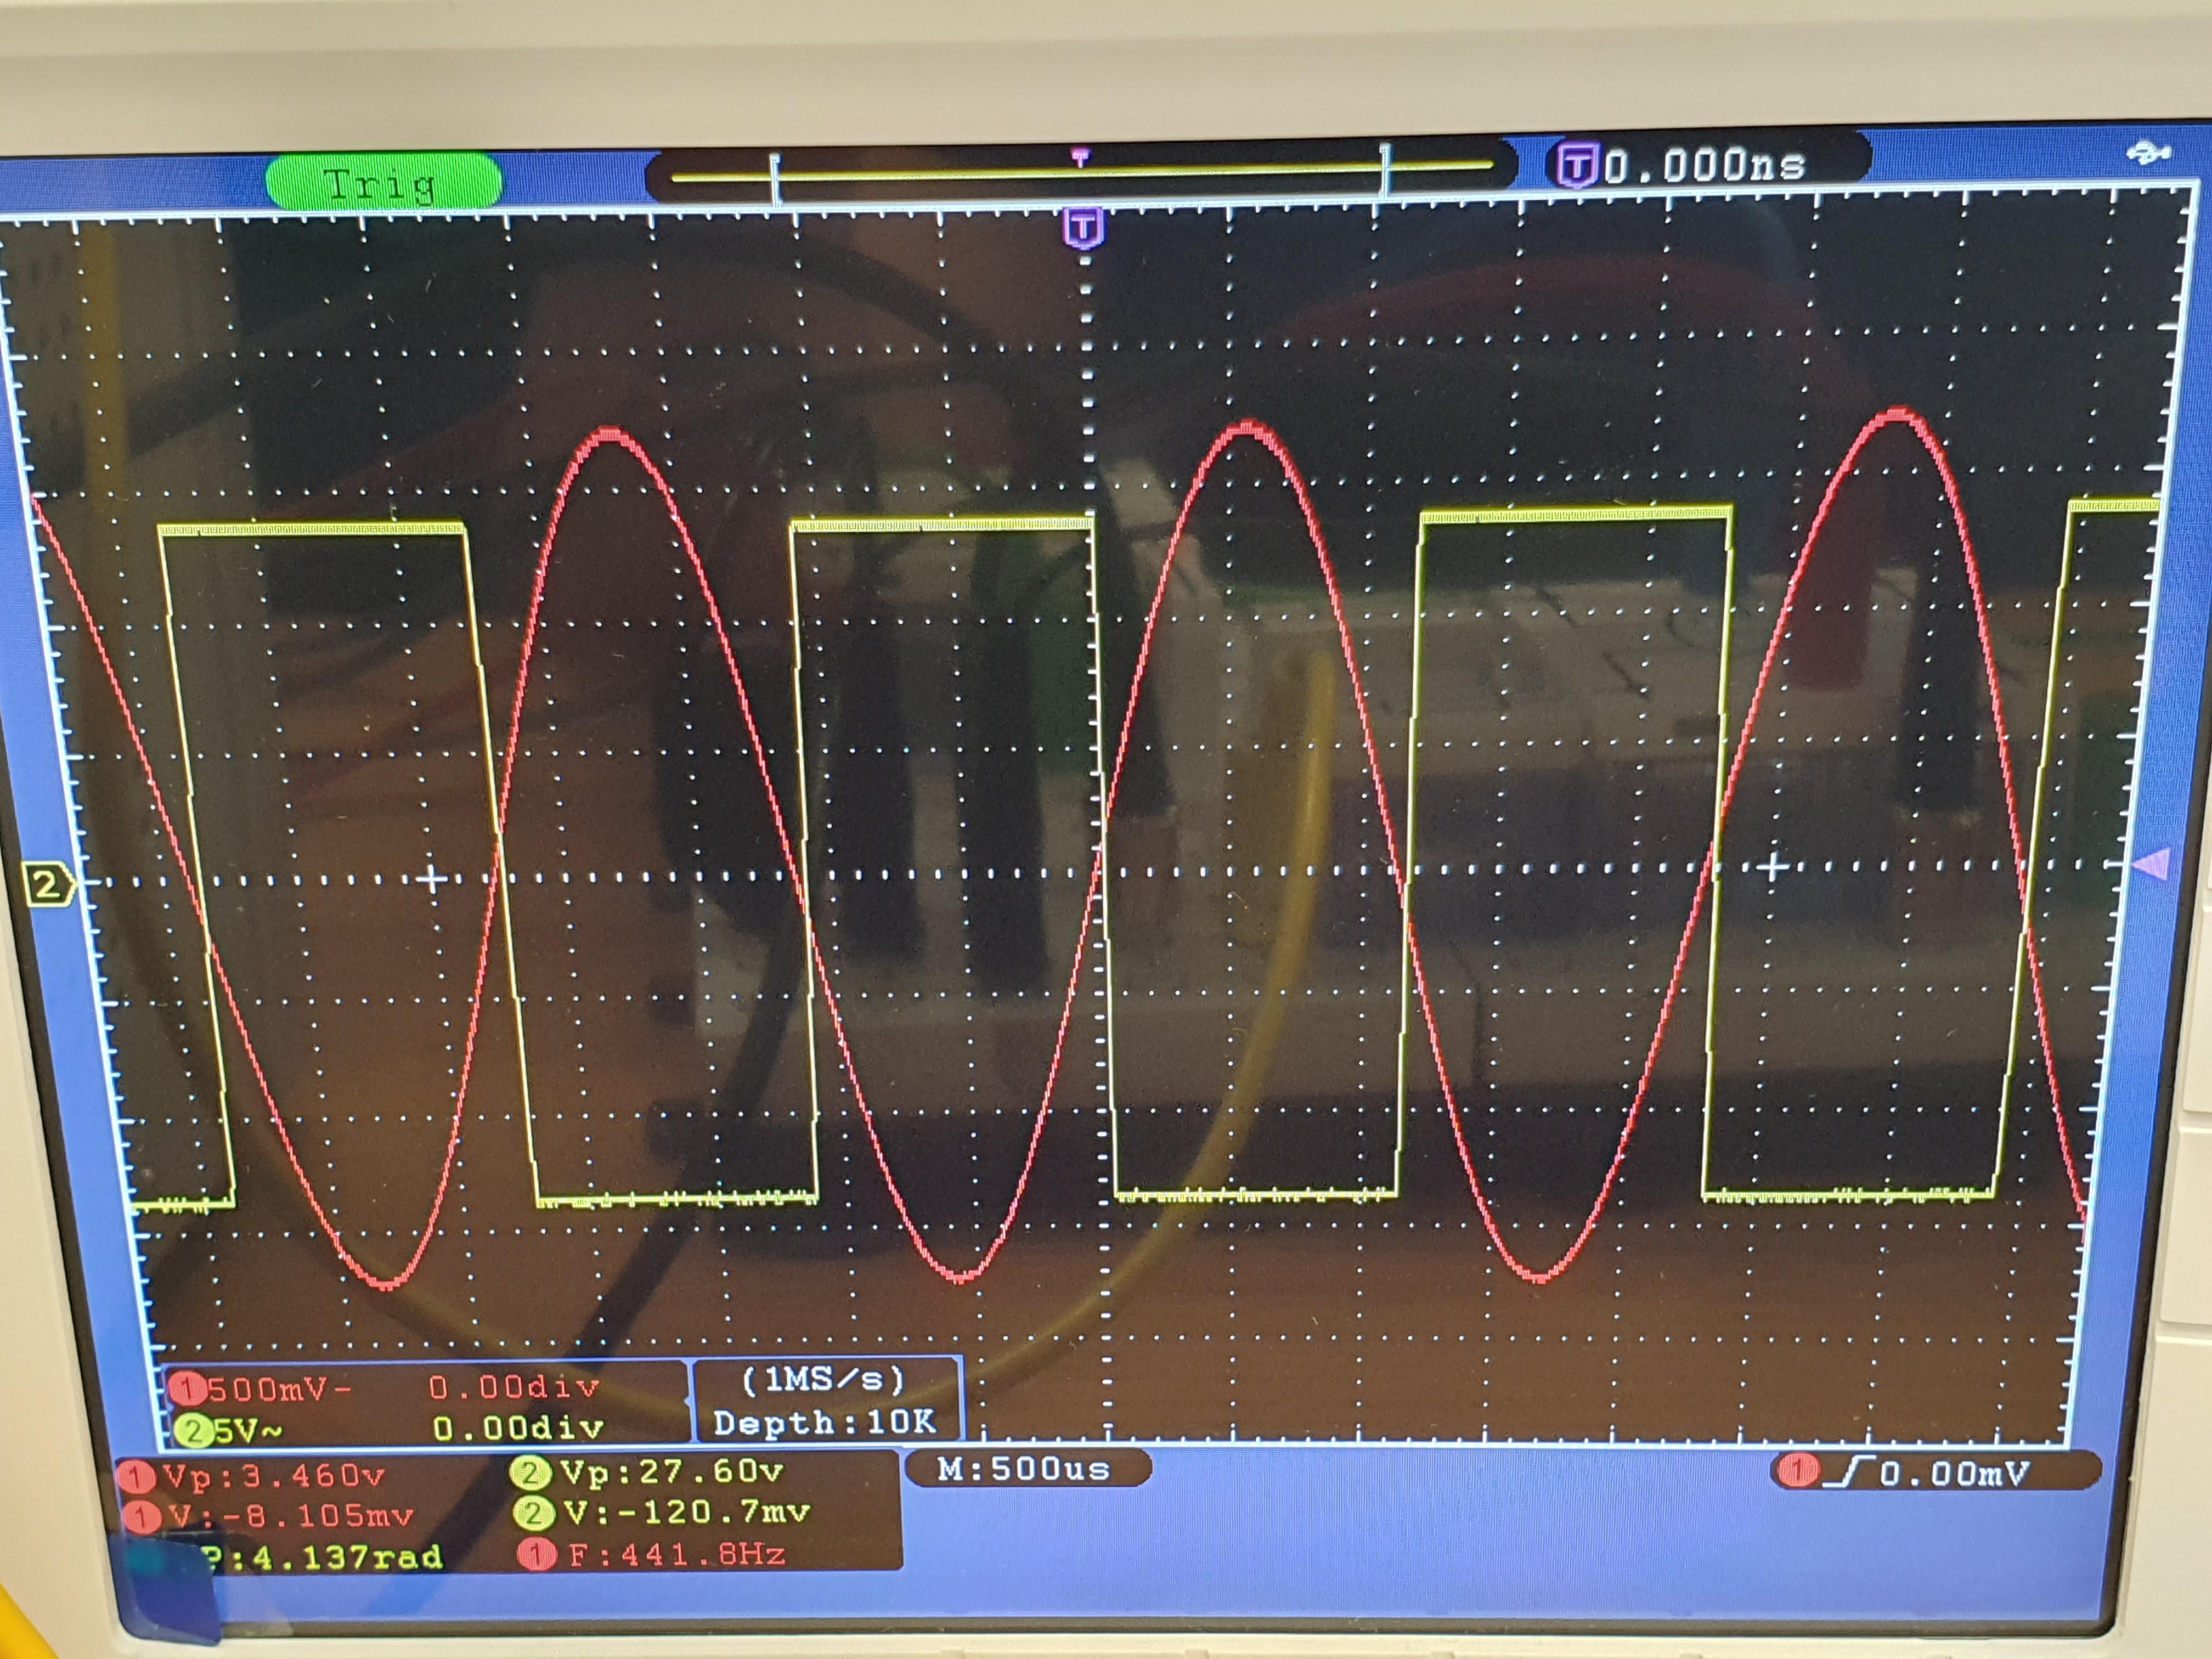 Trig
T 0.000ns
T
T
2
1 500mV- 0.00div
2 5V~ 0.00div
(1MS/s)
Depth:10K
1 Vp:3.460v 2 Vp:27.60v
1 V:-8.105mv 2 V:-120.7mv
P:4.137rad 1 F:441.8Hz
M:500us
1 0.00mV